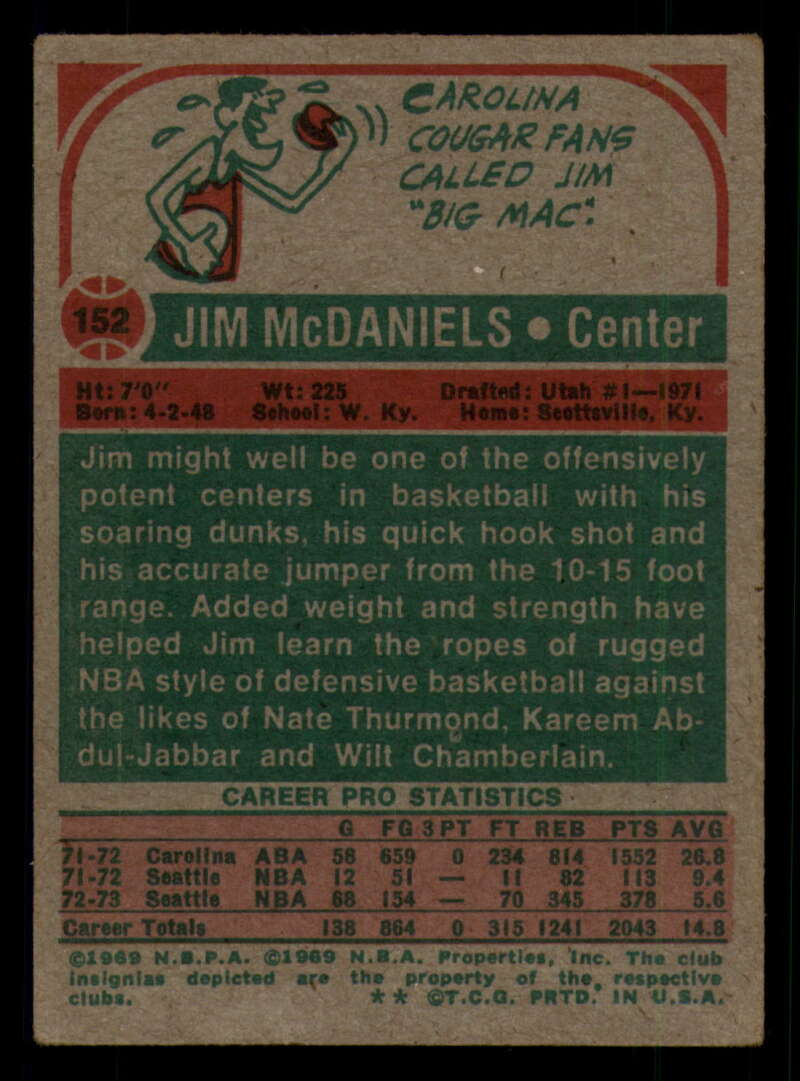 CAROLINA
COUGAR FANS
CALLED JIM
"BIG MAC".
152 JIM McDANIELS • Center
Ht: 7'0" Wt: 225 Drafted: Utah #1—1971
Born: 4-2-48 School: W. Ky. Home: Scottsville, Ky.
Jim might well be one of the offensively
potent centers in basketball with his
soaring dunks, his quick hook shot and
his accurate jumper from the 10-15 foot
range. Added weight and strength have
helped Jim learn the ropes of rugged
NBA style of defensive basketball against
the likes of Nate Thurmond, Kareem Ab-
dul-Jabbar and Wilt Chamberlain.
CAREER PRO STATISTICS
G FG 3PT FT REB PTS AVG
71-72 Carolina ABA 58 659 0 234 814 1552 26.8
71-72 Seattle NBA 12 51 — 11 82 113 9.4
72-73 Seattle NBA 68 154 — 70 345 378 5.6
Career Totals 138 864 0 315 1241 2043 14.8
©1969 N.B.P.A. ©1969 N.B.A. Properties, Inc. The club
insignias depicted are the property of the respective
clubs. ** ©T.C.G. PRTD. IN U.S.A.